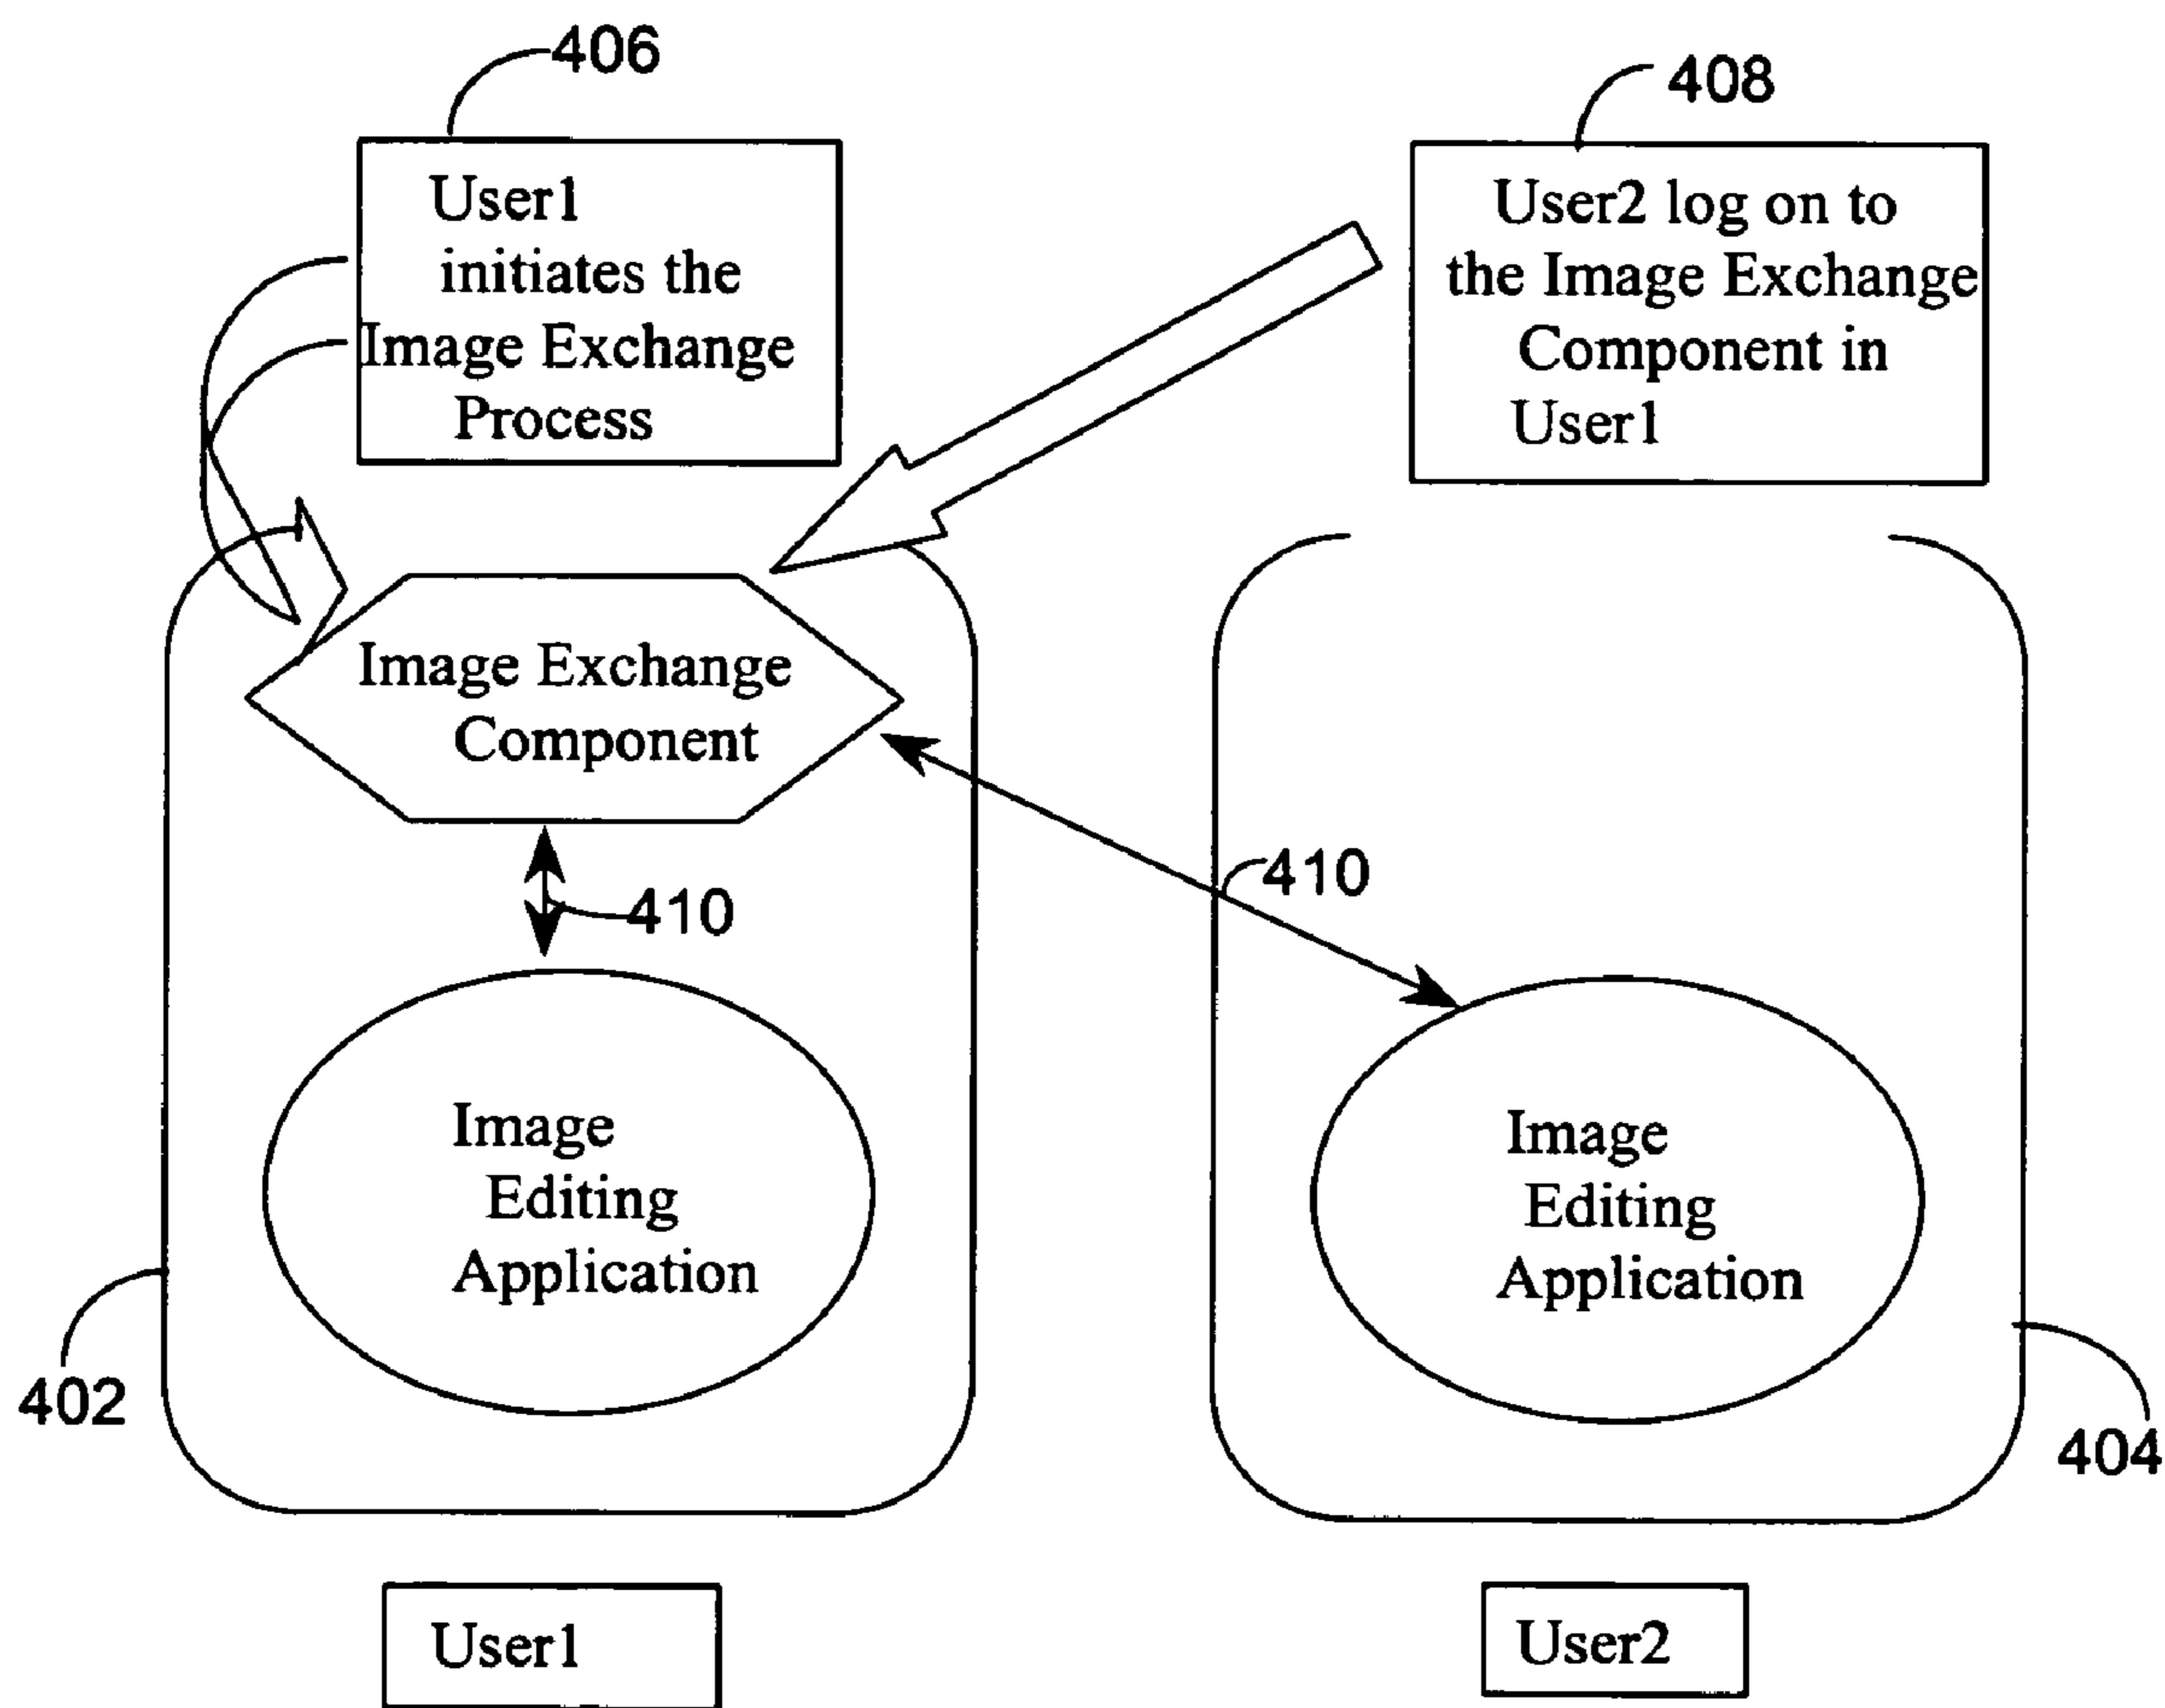 406
408
User1
initiates the
Image Exchange
Process
User2 log on to
the Image Exchange
Component in
User1
Image Exchange
Component
410
410
Image
Editing
Application
Image
Editing
Application
402
404
User1
User2